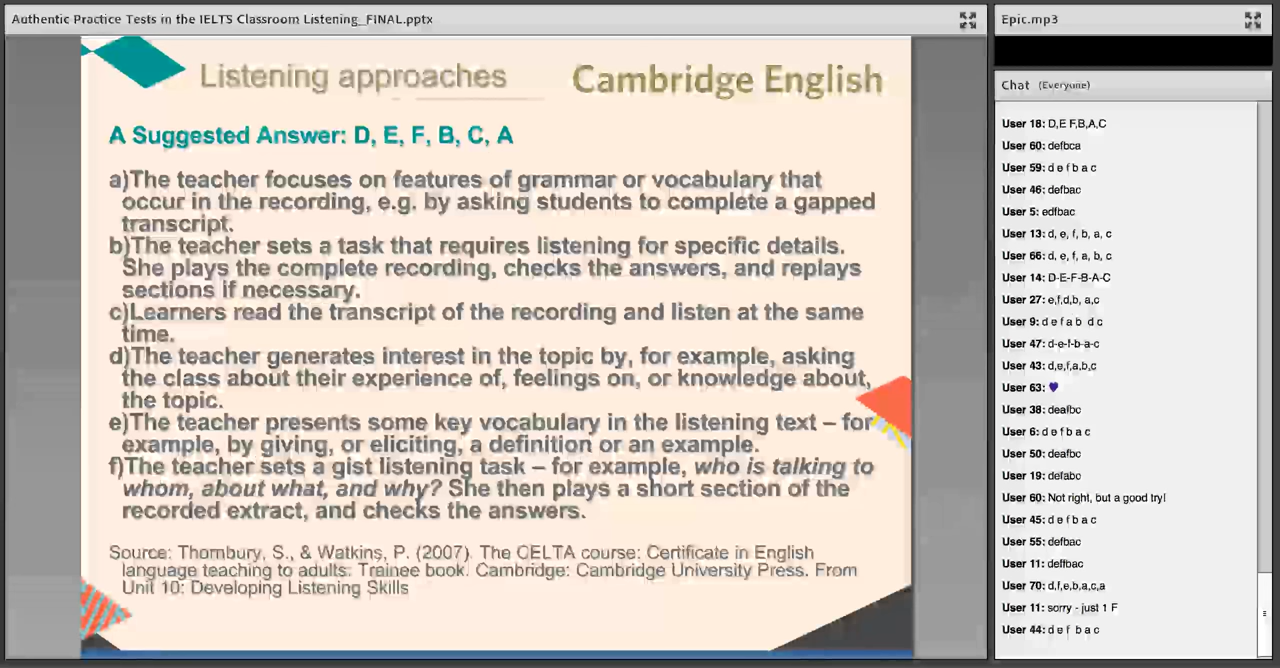 Authentic Practice Tests in the IELTS Classroom Listening_FINAL.pptx
Listening approaches
Cambridge English
A Suggested Answer: D, E, F, B, C, A
a)The teacher focuses on features of grammar or vocabulary that
occur in the recording, e.g. by asking students to complete a gapped
transcript.
b)The teacher sets a task that requires listening for specific details.
She plays the complete recording, checks the answers, and replays
sections if necessary.
c)Learners read the transcript of the recording and listen at the same
time.
d)The teacher generates interest in the topic by, for example, asking
the class about their experience of, feelings on, or knowledge about,
the topic.
e)The teacher presents some key vocabulary in the listening text – for
example, by giving, or eliciting, a definition or an example.
f)The teacher sets a gist listening task – for example, who is talking to
whom, about what, and why? She then plays a short section of the
recorded extract, and checks the answers.
Source: Thornbury, S., & Watkins, P. (2007). The CELTA course: Certificate in English
language teaching to adults: Trainee book. Cambridge: Cambridge University Press. From
Unit 10: Developing Listening Skills
Epic.mp3
Chat (Everyone)
User 18: D,E F,B,A,C
User 60: defbca
User 59: d e f b a c
User 46: defbac
User 5: edfbac
User 13: d, e, f, b, a, c
User 66: d, e, f, a, b, c
User 14: D-E-F-B-A-C
User 27: e,f,d,b, a,c
User 9: d e f a b d c
User 47: d-e-f-b-a-c
User 43: d,e,f,a,b,c
User 63: ♥
User 38: deafbc
User 6: d e f b a c
User 50: deafbc
User 19: defabc
User 60: Not right, but a good try!
User 45: d e f b a c
User 55: defbac
User 11: deffbac
User 70: d,f,e,b,a,c,a
User 11: sorry - just 1 F
User 44: d e f b a c